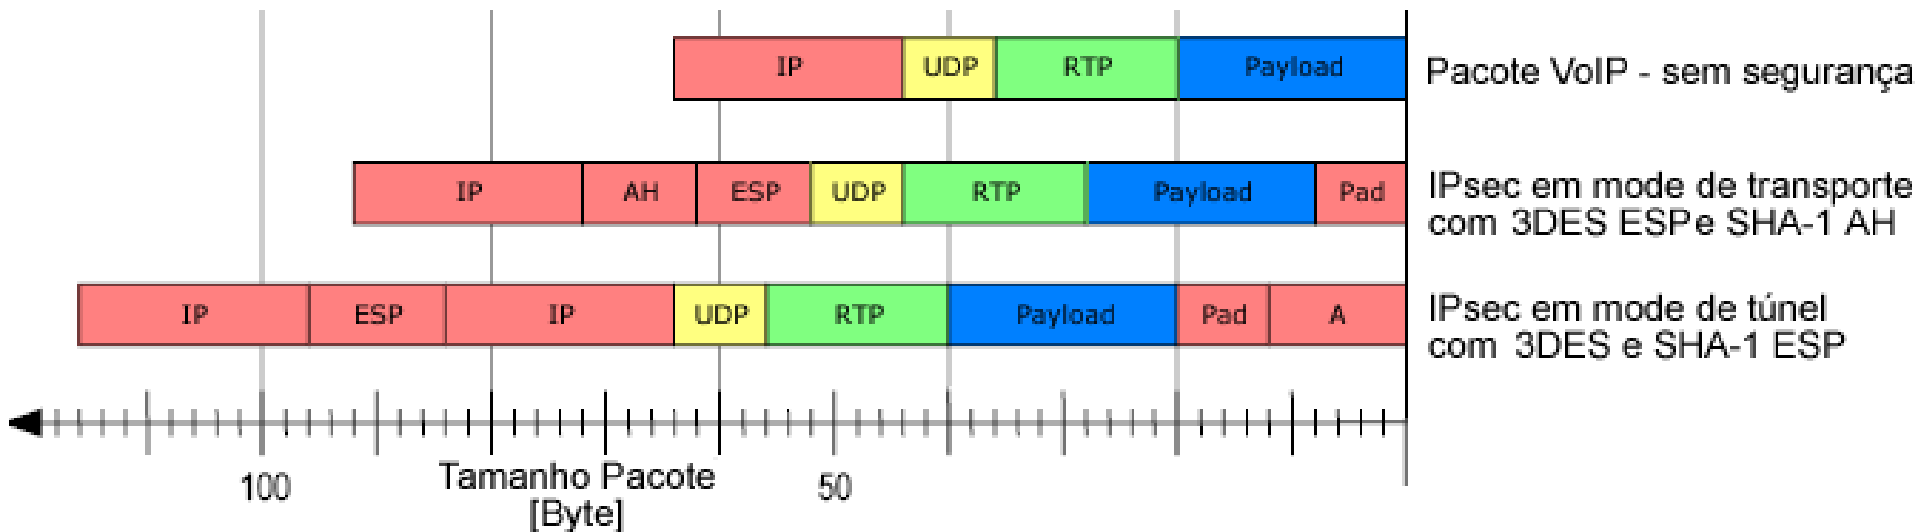 IP UDP RTP Payload Pacote VoIP - sem segurança
IP AH ESP UDP RTP Payload Pad IPsec em mode de transporte
com 3DES ESPe SHA-1 AH
IP ESP IP UDP RTP Payload Pad A IPsec em mode de túnel
com 3DES e SHA-1 ESP
100 Tamanho Pacote 50
[Byte]